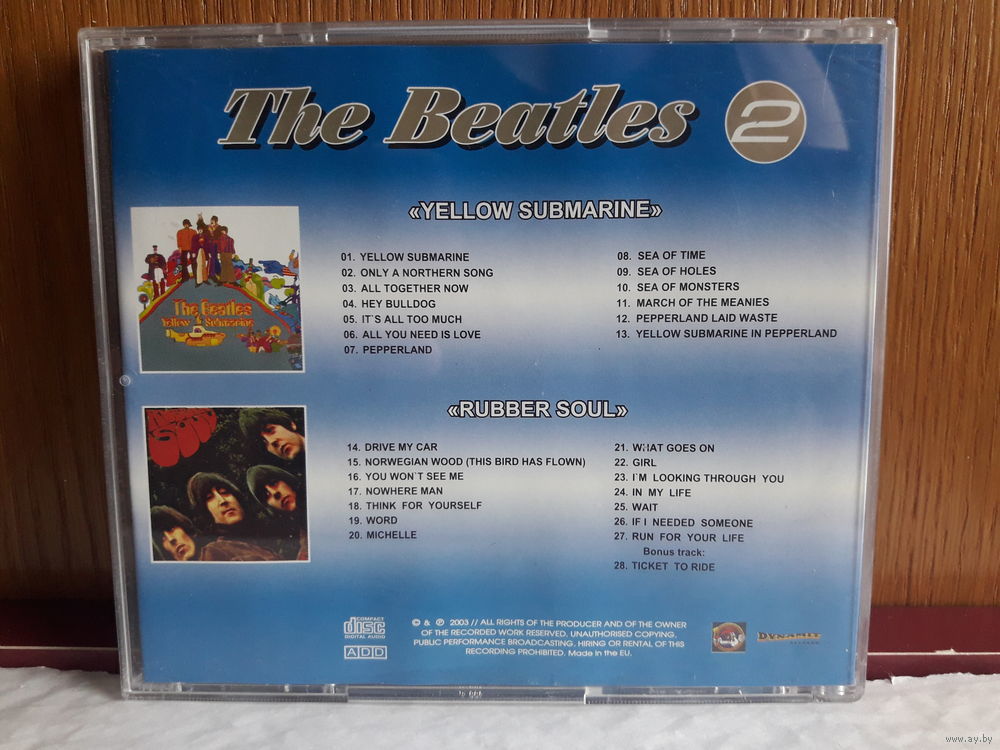 The Beatles 2
«YELLOW SUBMARINE»
The Beatles
Yellow Submarine
01. YELLOW SUBMARINE
02. ONLY A NORTHERN SONG
03. ALL TOGETHER NOW
04. HEY BULLDOG
05. IT`S ALL TOO MUCH
06. ALL YOU NEED IS LOVE
07. PEPPERLAND
08. SEA OF TIME
09. SEA OF HOLES
10. SEA OF MONSTERS
11. MARCH OF THE MEANIES
12. PEPPERLAND LAID WASTE
13. YELLOW SUBMARINE IN PEPPERLAND
«RUBBER SOUL»
14. DRIVE MY CAR
15. NORWEGIAN WOOD (THIS BIRD HAS FLOWN)
16. YOU WON`T SEE ME
17. NOWHERE MAN
18. THINK FOR YOURSELF
19. WORD
20. MICHELLE
21. WHAT GOES ON
22. GIRL
23. I`M LOOKING THROUGH YOU
24. IN MY LIFE
25. WAIT
26. IF I NEEDED SOMEONE
27. RUN FOR YOUR LIFE
Bonus track:
28. TICKET TO RIDE
COMPACT
disc
DIGITAL AUDIO
ADD
© & ℗ 2003 // ALL RIGHTS OF THE PRODUCER AND OF THE OWNER
OF THE RECORDED WORK RESERVED. UNAUTHORISED COPYING,
PUBLIC PERFORMANCE BROADCASTING, HIRING OR RENTAL OF THIS
RECORDING PROHIBITED. Made in the EU.
www.ay.by